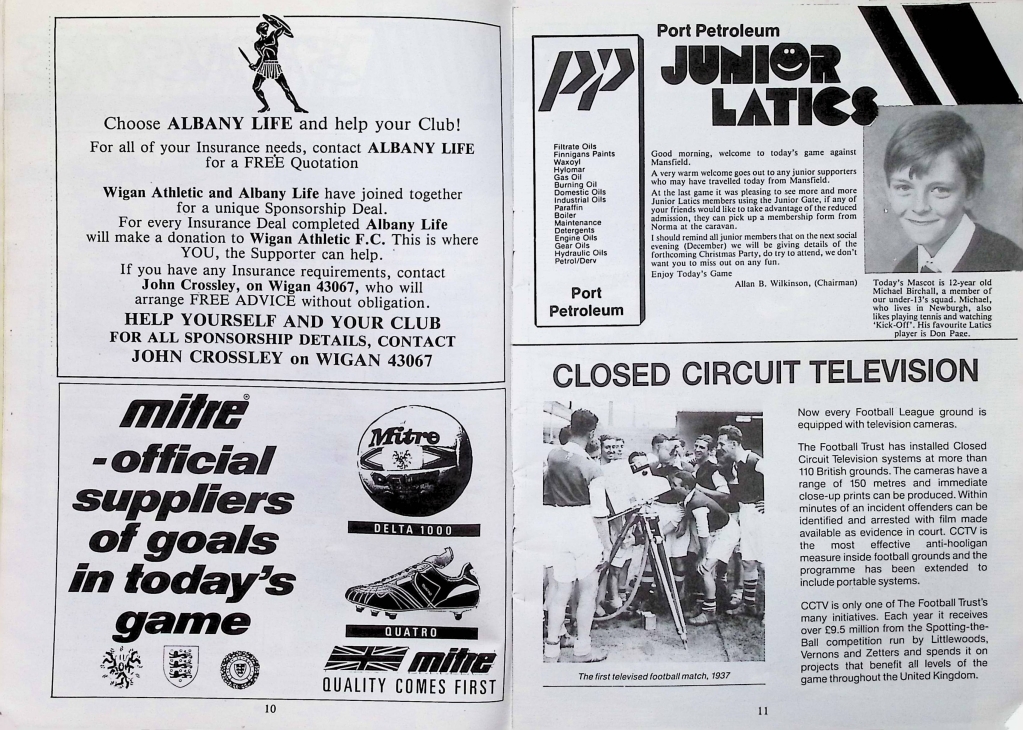 Choose ALBANY LIFE and help your Club!
For all of your Insurance needs, contact ALBANY LIFE
for a FREE Quotation
Wigan Athletic and Albany Life have joined together
for a unique Sponsorship Deal.
For every Insurance Deal completed Albany Life
will make a donation to Wigan Athletic F.C. This is where
YOU, the Supporter can help.
If you have any Insurance requirements, contact
John Crossley, on Wigan 43067, who will
arrange FREE ADVICE without obligation.
HELP YOURSELF AND YOUR CLUB
FOR ALL SPONSORSHIP DETAILS, CONTACT
JOHN CROSSLEY on WIGAN 43067
mitre®
-official
suppliers
of goals
in today's
game
Mitre
DELTA 1000
QUATRO
mitre
QUALITY COMES FIRST
10
pp
Filtrate Oils
Finnigans Paints
Waxoyl
Hylomar
Gas Oil
Burning Oil
Domestic Oils
Industrial Oils
Paraffin
Boiler
Maintenance
Detergents
Engine Oils
Gear Oils
Hydraulic Oils
Petrol/Derv
Port
Petroleum
Port Petroleum
JUNIOR
LATICS
Good morning, welcome to today's game against
Mansfield.
A very warm welcome goes out to any junior supporters
who may have travelled today from Mansfield.
At the last game it was pleasing to see more and more
Junior Latics members using the Junior Gate, if any of
your friends would like to take advantage of the reduced
admission, they can pick up a membership form from
Norma at the caravan.
I should remind all junior members that on the next social
evening (December) we will be giving details of the
forthcoming Christmas Party, do try to attend, we don't
want you to miss out on any fun.
Enjoy Today's Game
Allan B. Wilkinson, (Chairman)
Today's Mascot is 12-year old
Michael Birchall, a member of
our under-13's squad. Michael,
who lives in Newburgh, also
likes playing tennis and watching
'Kick-Off'. His favourite Latics
player is Don Page.
CLOSED CIRCUIT TELEVISION
The first televised football match, 1937
Now every Football League ground is
equipped with television cameras.
The Football Trust has installed Closed
Circuit Television systems at more than
110 British grounds. The cameras have a
range of 150 metres and immediate
close-up prints can be produced. Within
minutes of an incident offenders can be
identified and arrested with film made
available as evidence in court. CCTV is
the most effective anti-hooligan
measure inside football grounds and the
programme has been extended to
include portable systems.
CCTV is only one of The Football Trust's
many initiatives. Each year it receives
over £9.5 million from the Spotting-the-
Ball competition run by Littlewoods,
Vernons and Zetters and spends it on
projects that benefit all levels of the
game throughout the United Kingdom.
11